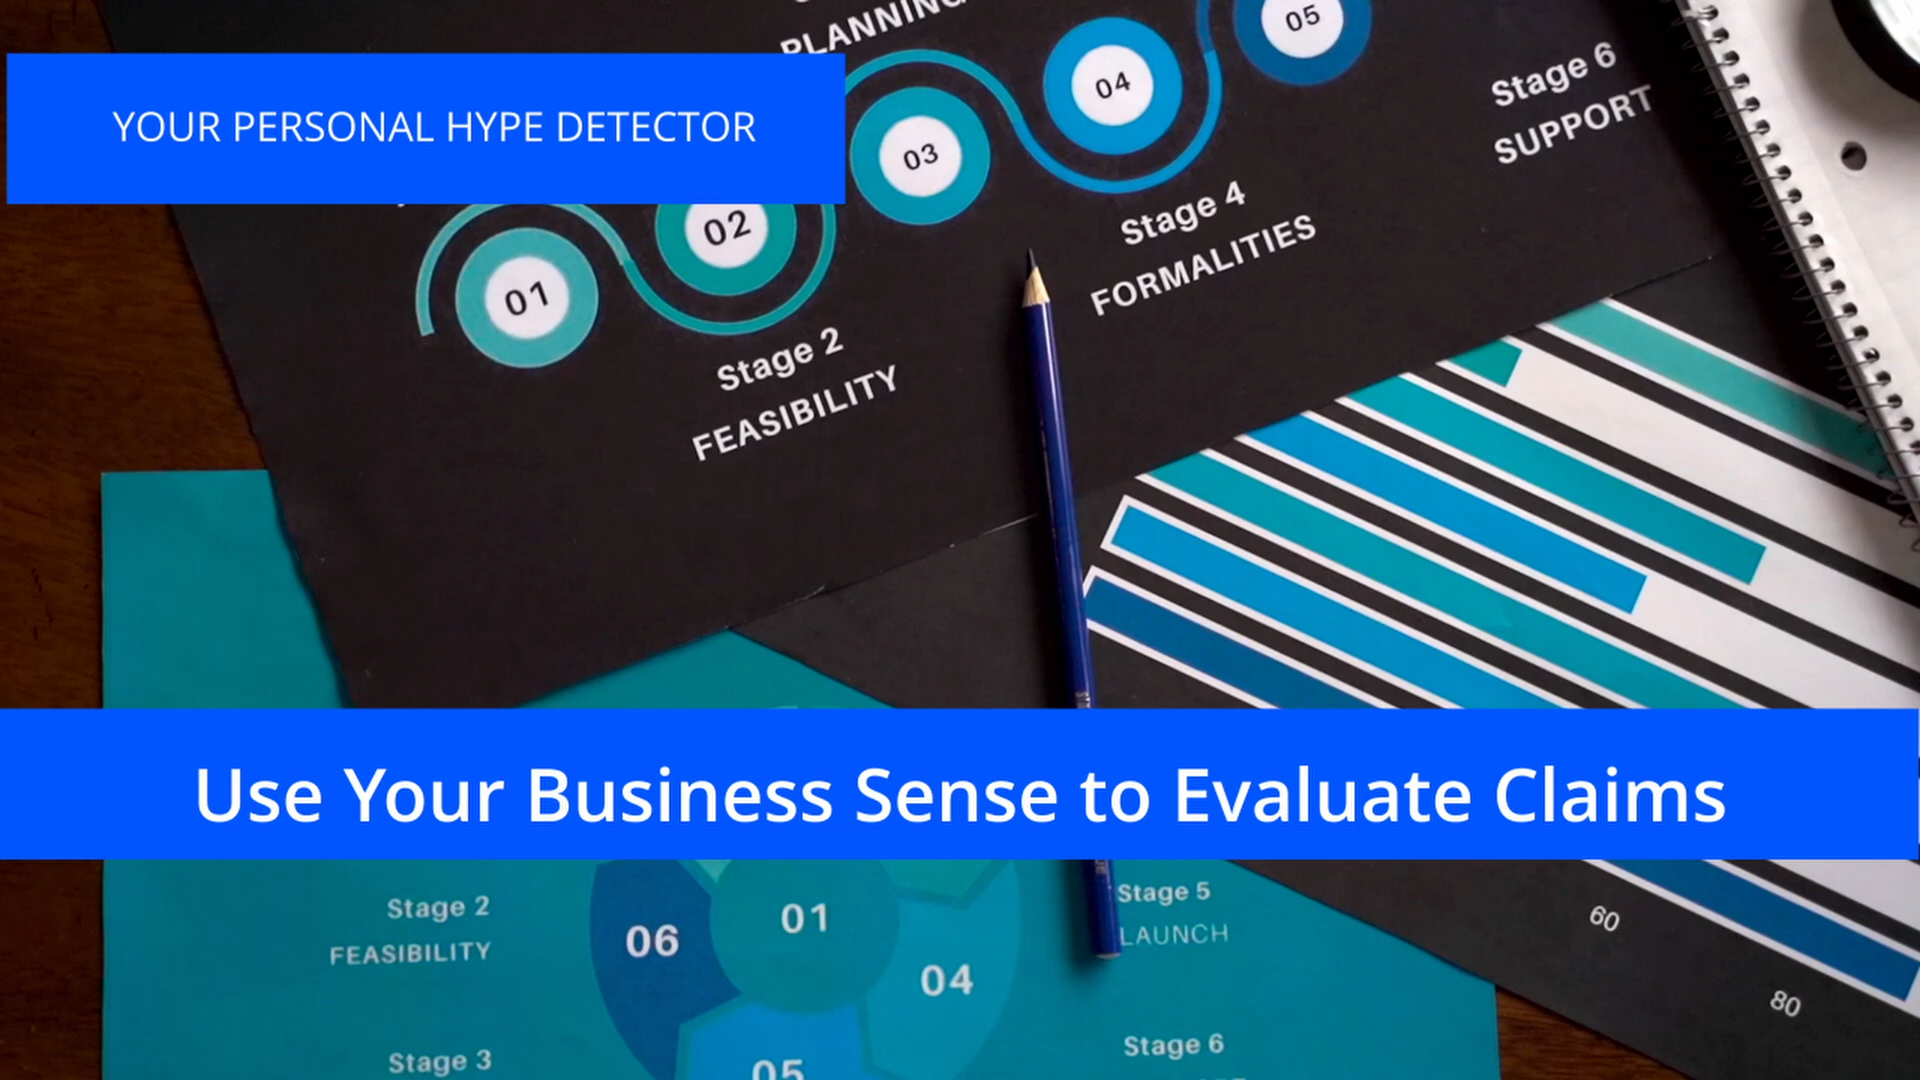 PLANNING
05
04
Stage 6
SUPPORT
YOUR PERSONAL HYPE DETECTOR
03
02
01
Stage 4
FORMALITIES
Stage 2
FEASIBILITY
Use Your Business Sense to Evaluate Claims
Stage 2
FEASIBILITY
06
01
04
Stage 5
LAUNCH
60
80
Stage 3
05
Stage 6